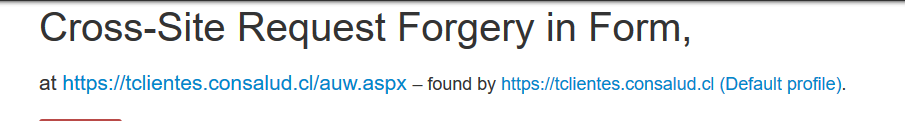 Cross-Site Request Forgery in Form,
at https://tclientes.consalud.cl/auw.aspx – found by https://tclientes.consalud.cl (Default profile).